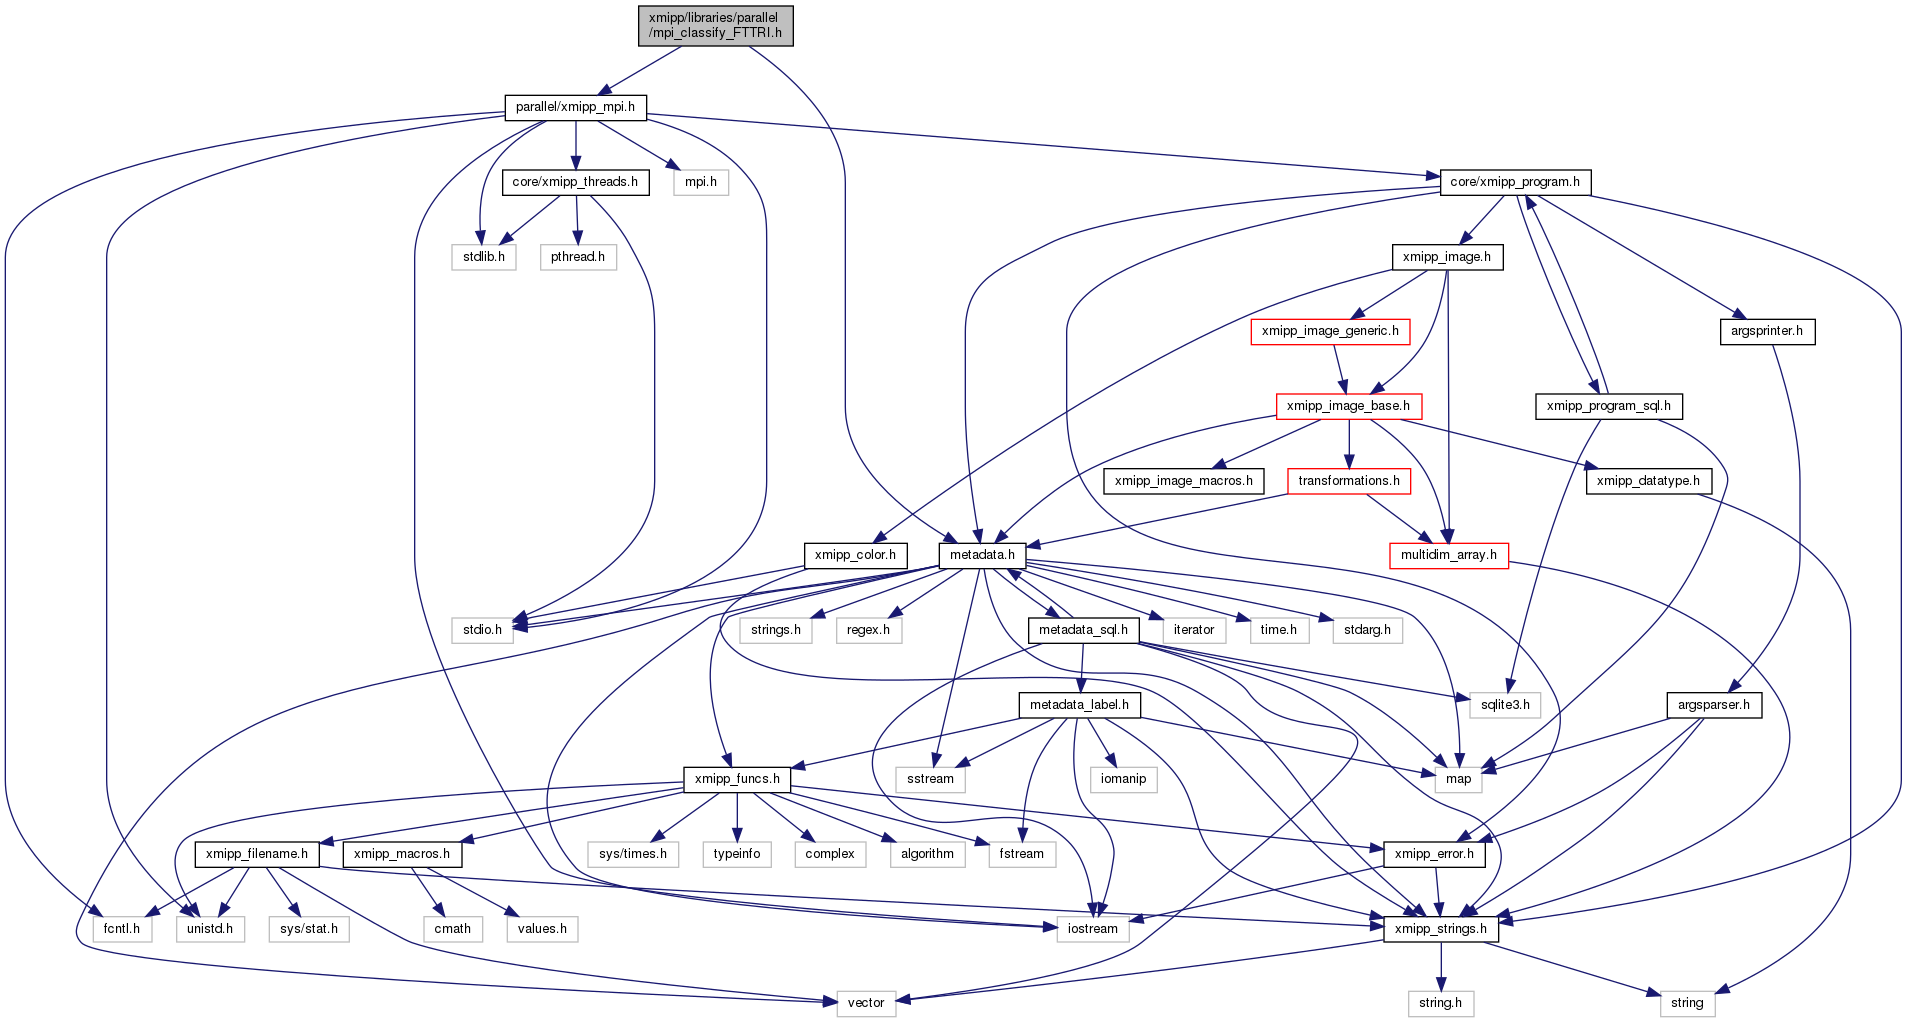 xmipp/libraries/parallel
/mpi_classify_FTTRI.h
parallel/xmipp_mpi.h
core/xmipp_threads.h
mpi.h
core/xmipp_program.h
stdlib.h
pthread.h
xmipp_image.h
xmipp_image_generic.h
argsprinter.h
xmipp_image_base.h
xmipp_program_sql.h
xmipp_image_macros.h
transformations.h
xmipp_datatype.h
xmipp_color.h
metadata.h
multidim_array.h
stdio.h
strings.h
regex.h
metadata_sql.h
iterator
time.h
stdarg.h
metadata_label.h
sqlite3.h
argsparser.h
xmipp_funcs.h
sstream
iomanip
map
xmipp_filename.h
xmipp_macros.h
sys/times.h
typeinfo
complex
algorithm
fstream
xmipp_error.h
fcntl.h
unistd.h
sys/stat.h
cmath
values.h
iostream
xmipp_strings.h
vector
string.h
string